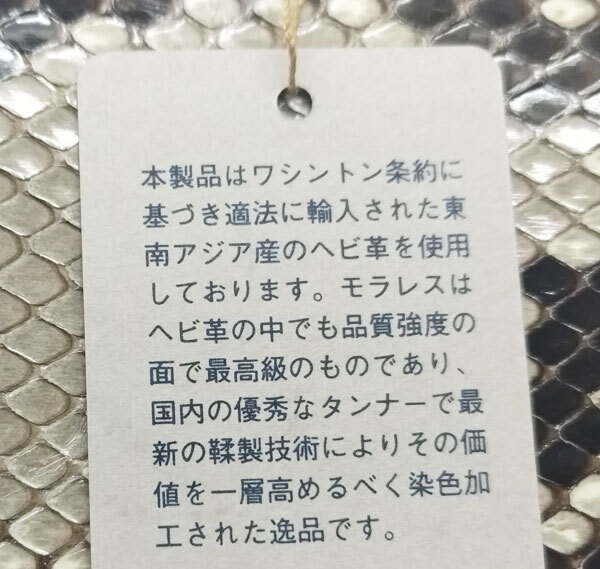 本製品はワシントン条約に
基づき適法に輸入された東
南アジア産のヘビ革を使用
しております。モラレスは
ヘビ革の中でも品質強度の
面で最高級のものであり、
国内の優秀なタンナーで最
新の鞣製技術によりその価
値を一層高めるべく染色加
工された逸品です。